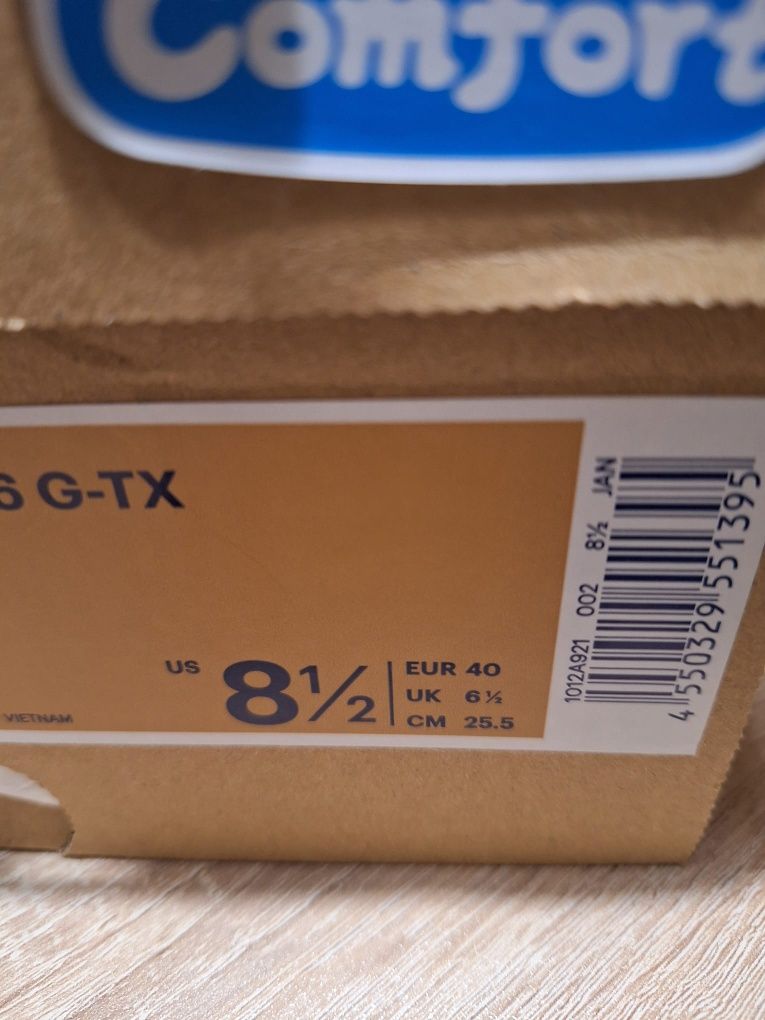 Comfort
6 G-TX
US 8½
EUR 40
UK 6½
CM 25.5
VIETNAM
1012A921 002 8½ JAN
4 550329 551395